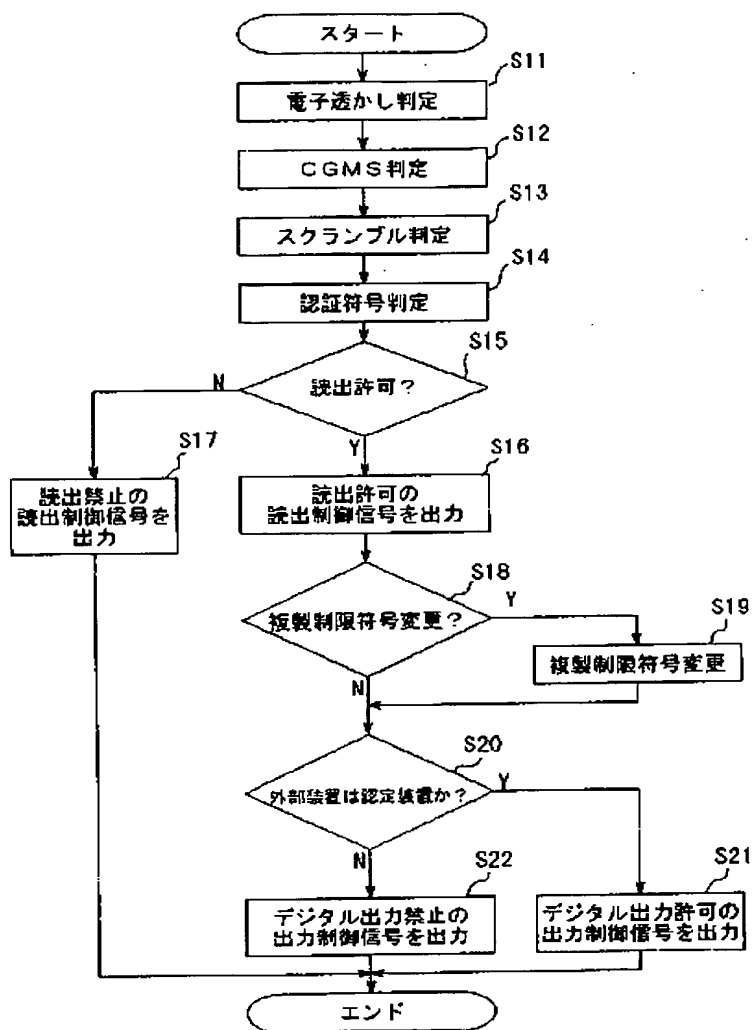 スタート
S11
電子透かし判定
S12
CGMS判定
S13
スクランブル判定
S14
認証符号判定
S15
読出許可?
N
Y
S17
読出禁止の
読出制御信号を
出力
S16
読出許可の
読出制御信号を出力
S18
複製制限符号変更?
Y
N
S19
複製制限符号変更
S20
外部装置は認定装置か?
Y
N
S22
デジタル出力禁止の
出力制御信号を出力
S21
デジタル出力許可の
出力制御信号を出力
エンド